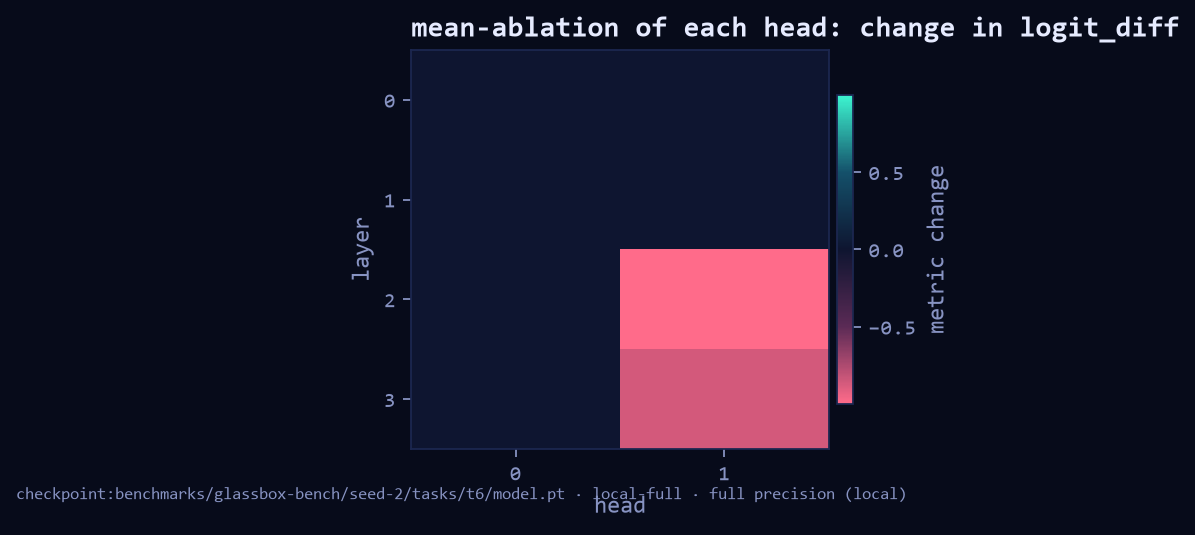 mean-ablation of each head: change in logit_diff
0
1
2
3
layer
0
1
head
0.5
0.0
−0.5
metric change
checkpoint:benchmarks/glassbox-bench/seed-2/tasks/t6/model.pt · local-full · full precision (local)